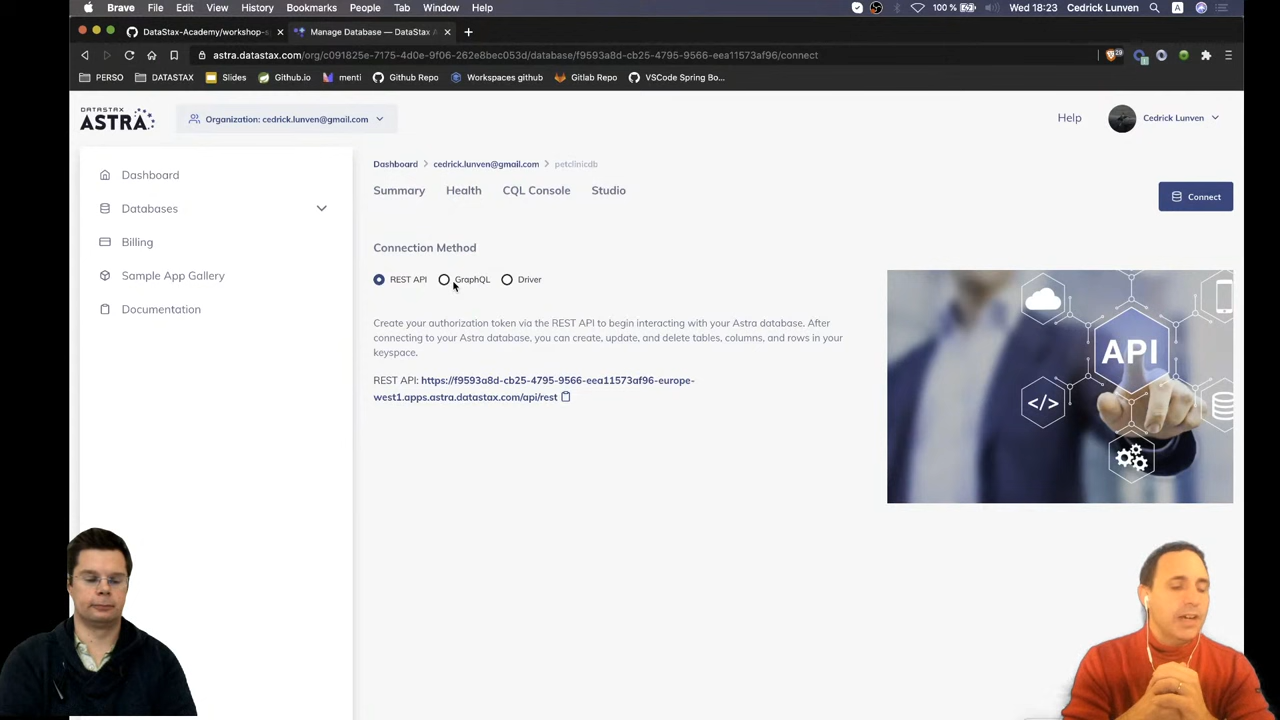 Brave File Edit View History Bookmarks People Tab Window Help 100 % Wed 18:23 Cedrick Lunven A
DataStax-Academy/workshop-s
Manage Database — DataStax A
astra.datastax.com/org/c091825e-7175-4d0e-9f06-262e8bec053d/database/f9593a8d-cb25-4795-9566-eea11573af96/connect
29
1
PERSO DATASTAX Slides Github.io menti Github Repo Workspaces github Gitlab Repo VSCode Spring Bo...
DATASTAX
ASTRA
Organization: cedrick.lunven@gmail.com
Help
Cedrick Lunven
Dashboard
Databases
Billing
Sample App Gallery
Documentation
Dashboard > cedrick.lunven@gmail.com > petclinicdb
Summary Health CQL Console Studio
Connect
Connection Method
REST API GraphQL Driver
Create your authorization token via the REST API to begin interacting with your Astra database. After
connecting to your Astra database, you can create, update, and delete tables, columns, and rows in your
keyspace.
REST API: https://f9593a8d-cb25-4795-9566-eea11573af96-europe-
west1.apps.astra.datastax.com/api/rest
API
</>